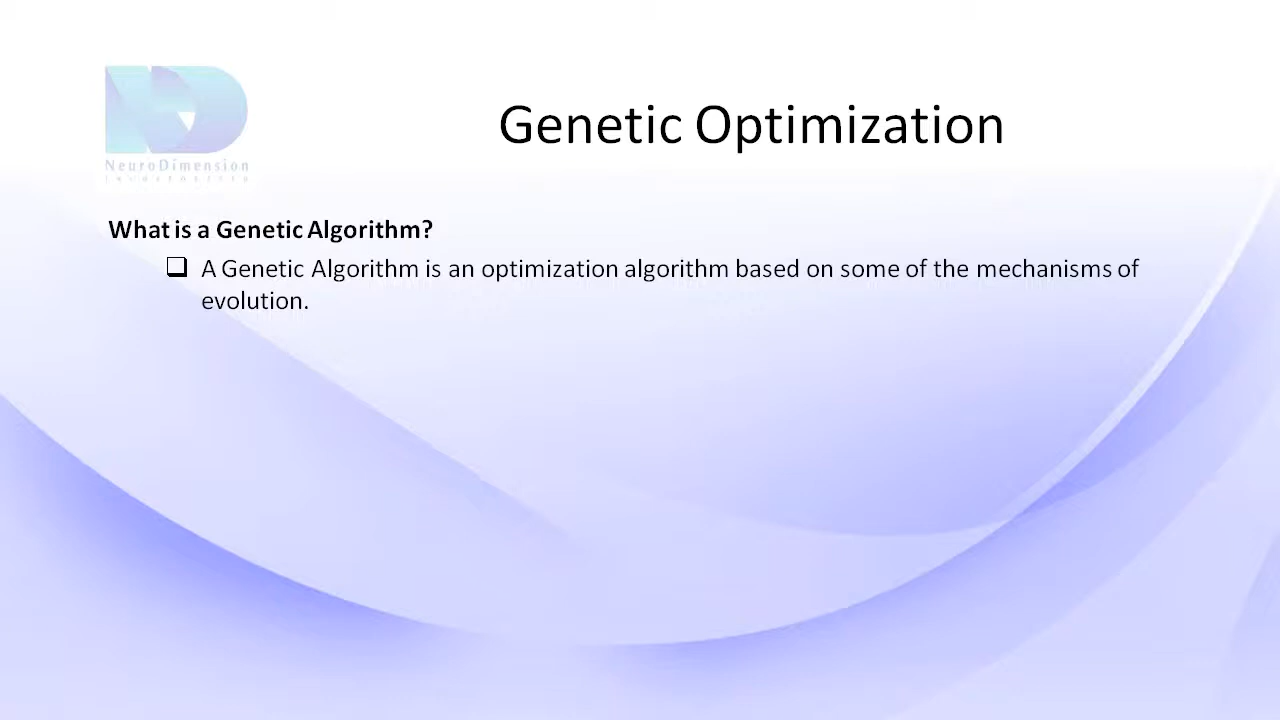 Genetic Optimization
NeuroDimension
What is a Genetic Algorithm?
A Genetic Algorithm is an optimization algorithm based on some of the mechanisms of
evolution.